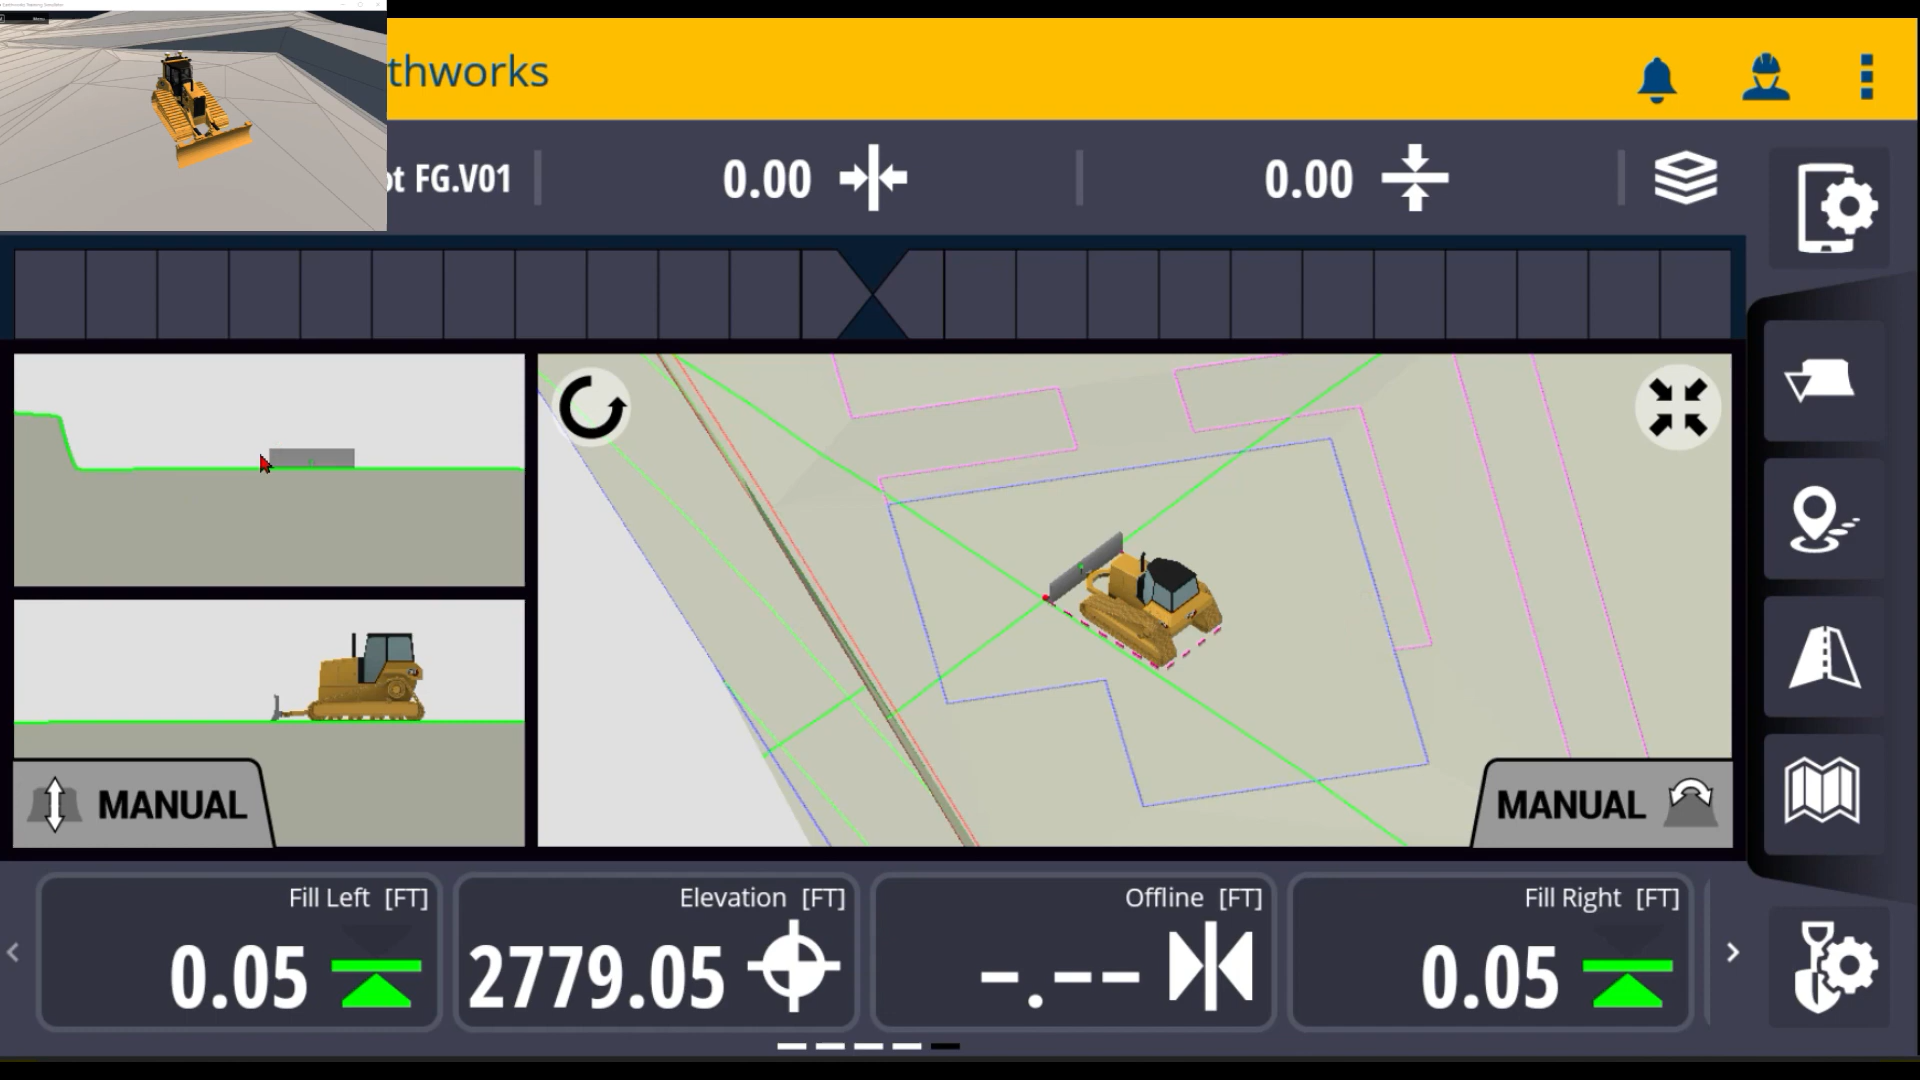 thworks
ot FG.V01
0.00
0.00
MANUAL
MANUAL
Fill Left [FT]
0.05
Elevation [FT]
2779.05
Offline [FT]
-.--
Fill Right [FT]
0.05